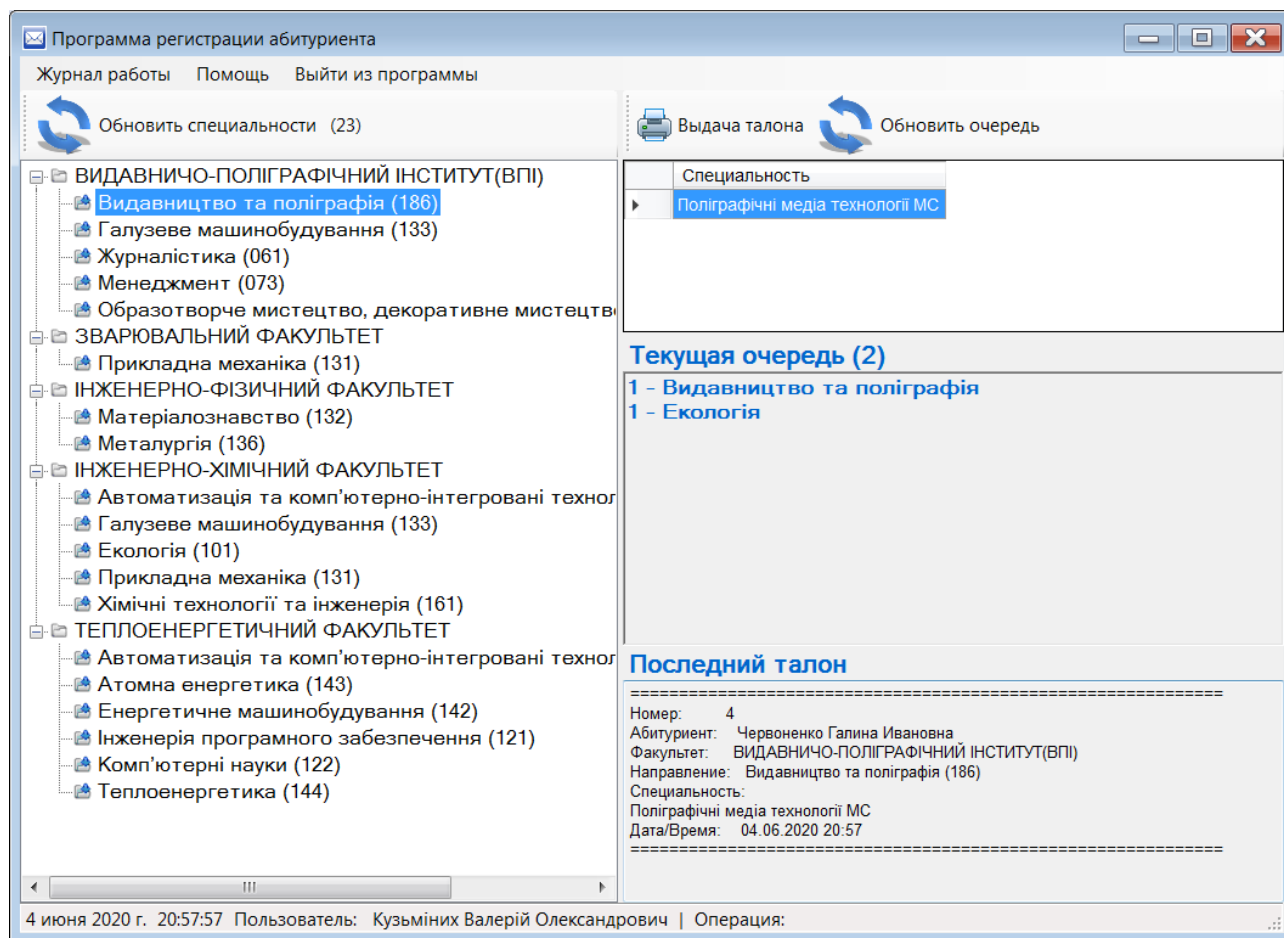 Программа регистрации абитуриента
Журнал работы Помощь Выйти из программы
Обновить специальности (23)
Выдача талона Обновить очередь
ВИДАВНИЧО-ПОЛІГРАФІЧНИЙ ІНСТИТУТ(ВПІ)
Видавництво та поліграфія (186)
Галузеве машинобудування (133)
Журналістика (061)
Менеджмент (073)
Образотворче мистецтво, декоративне мистецтв
ЗВАРЮВАЛЬНИЙ ФАКУЛЬТЕТ
Прикладна механіка (131)
ІНЖЕНЕРНО-ФІЗИЧНИЙ ФАКУЛЬТЕТ
Матеріалознавство (132)
Металургія (136)
ІНЖЕНЕРНО-ХІМІЧНИЙ ФАКУЛЬТЕТ
Автоматизація та комп'ютерно-інтегровані технол
Галузеве машинобудування (133)
Екологія (101)
Прикладна механіка (131)
Хімічні технології та інженерія (161)
ТЕПЛОЕНЕРГЕТИЧНИЙ ФАКУЛЬТЕТ
Автоматизація та комп'ютерно-інтегровані технол
Атомна енергетика (143)
Енергетичне машинобудування (142)
Інженерія програмного забезпечення (121)
Комп'ютерні науки (122)
Теплоенергетика (144)
Специальность
Поліграфічні медіа технології МС
Текущая очередь (2)
1 - Видавництво та поліграфія
1 - Екологія
Последний талон
=============================================================
Номер: 4
Абитуриент: Червоненко Галина Ивановна
Факультет: ВИДАВНИЧО-ПОЛІГРАФІЧНИЙ ІНСТИТУТ(ВПІ)
Направление: Видавництво та поліграфія (186)
Специальность:
Поліграфічні медіа технології МС
Дата/Время: 04.06.2020 20:57
=============================================================
4 июня 2020 г. 20:57:57 Пользователь: Кузьміних Валерій Олександрович | Операция: